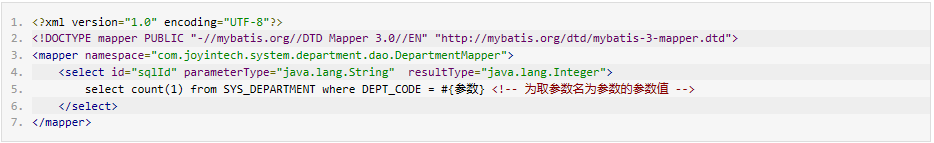 1. <?xml version="1.0" encoding="UTF-8"?>
2. <!DOCTYPE mapper PUBLIC "-//mybatis.org//DTD Mapper 3.0//EN" "http://mybatis.org/dtd/mybatis-3-mapper.dtd">
3. <mapper namespace="com.joyintech.system.department.dao.DepartmentMapper">
4.     <select id="sqlId" parameterType="java.lang.String"  resultType="java.lang.Integer">
5.         select count(1) from SYS_DEPARTMENT where DEPT_CODE = #{参数} <!-- 为取参数名为参数的参数值 -->
6.     </select>
7. </mapper>